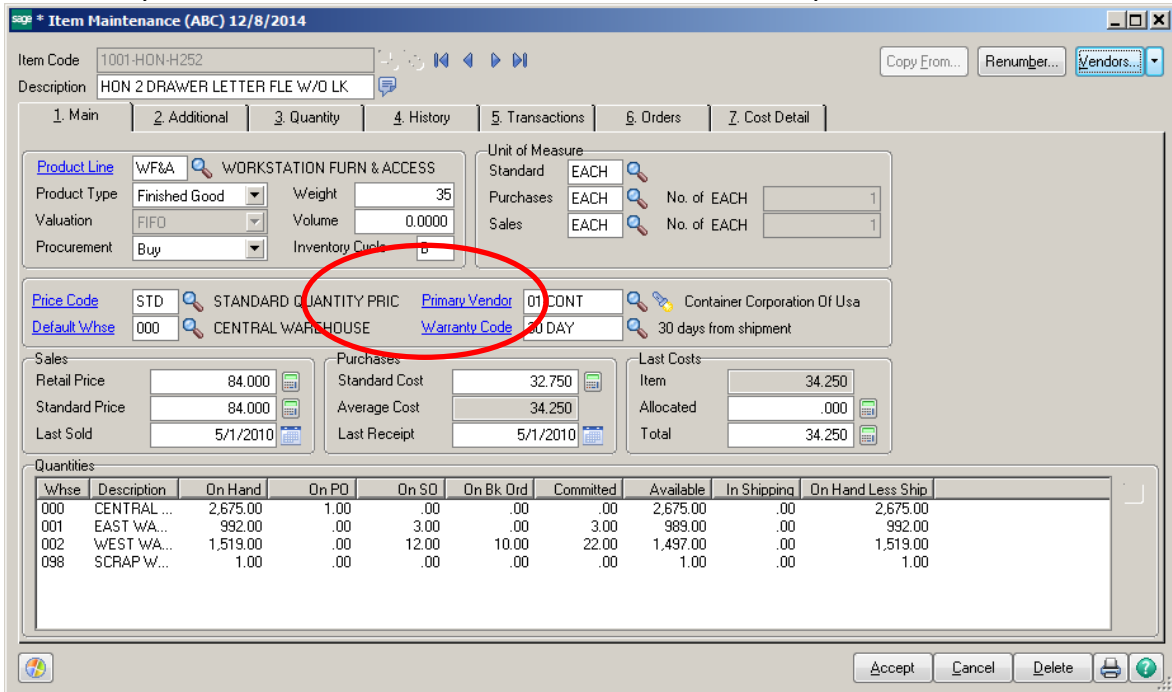 sage * Item Maintenance (ABC) 12/8/2014
Item Code 1001-HON-H252 Copy From... Renumber... Vendors...
Description HON 2 DRAWER LETTER FLE W/O LK
1. Main 2. Additional 3. Quantity 4. History 5. Transactions 6. Orders 7. Cost Detail
Unit of Measure
Product Line WF&A WORKSTATION FURN & ACCESS Standard EACH
Product Type Finished Good Weight 35 Purchases EACH No. of EACH 1
Valuation FIFO Volume 0.0000 Sales EACH No. of EACH 1
Procurement Buy Inventory Cycle B
Price Code STD STANDARD QUANTITY PRIC Primary Vendor 01 CONT Container Corporation Of Usa
Default Whse 000 CENTRAL WAREHOUSE Warranty Code 30 DAY 30 days from shipment
Sales Purchases Last Costs
Retail Price 84.000 Standard Cost 32.750 Item 34.250
Standard Price 84.000 Average Cost 34.250 Allocated .000
Last Sold 5/1/2010 Last Receipt 5/1/2010 Total 34.250
Quantities
Whse Description On Hand On PO On SO On Bk Ord Committed Available In Shipping On Hand Less Ship
000 CENTRAL ... 2,675.00 1.00 .00 .00 .00 2,675.00 .00 2,675.00
001 EAST WA... 992.00 .00 3.00 .00 3.00 989.00 .00 992.00
002 WEST WA... 1,519.00 .00 12.00 10.00 22.00 1,497.00 .00 1,519.00
098 SCRAP W... 1.00 .00 .00 .00 .00 1.00 .00 1.00
Accept Cancel Delete